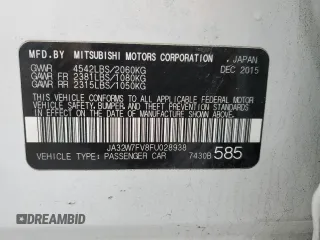 MFD.BY MITSUBISHI MOTORS CORPORATION , JAPAN
GVWR 4542LBS/2060KG DEC 2015
GAWR FR 2381LBS/1080KG
GAWR RR 2315LBS/1050KG
THIS VEHICLE CONFORMS TO ALL APPLICABLE FEDERAL
MOTOR VEHICLE SAFETY, BUMPER, AND THEFT PREVENTION
STANDARDS IN EFFECT ON THE DATE OF MANUFACTURE
SHOWN ABOVE.
JA32W7FV8FU028938
VEHICLE TYPE: PASSENGER CAR 7430B 585
DREAMBID